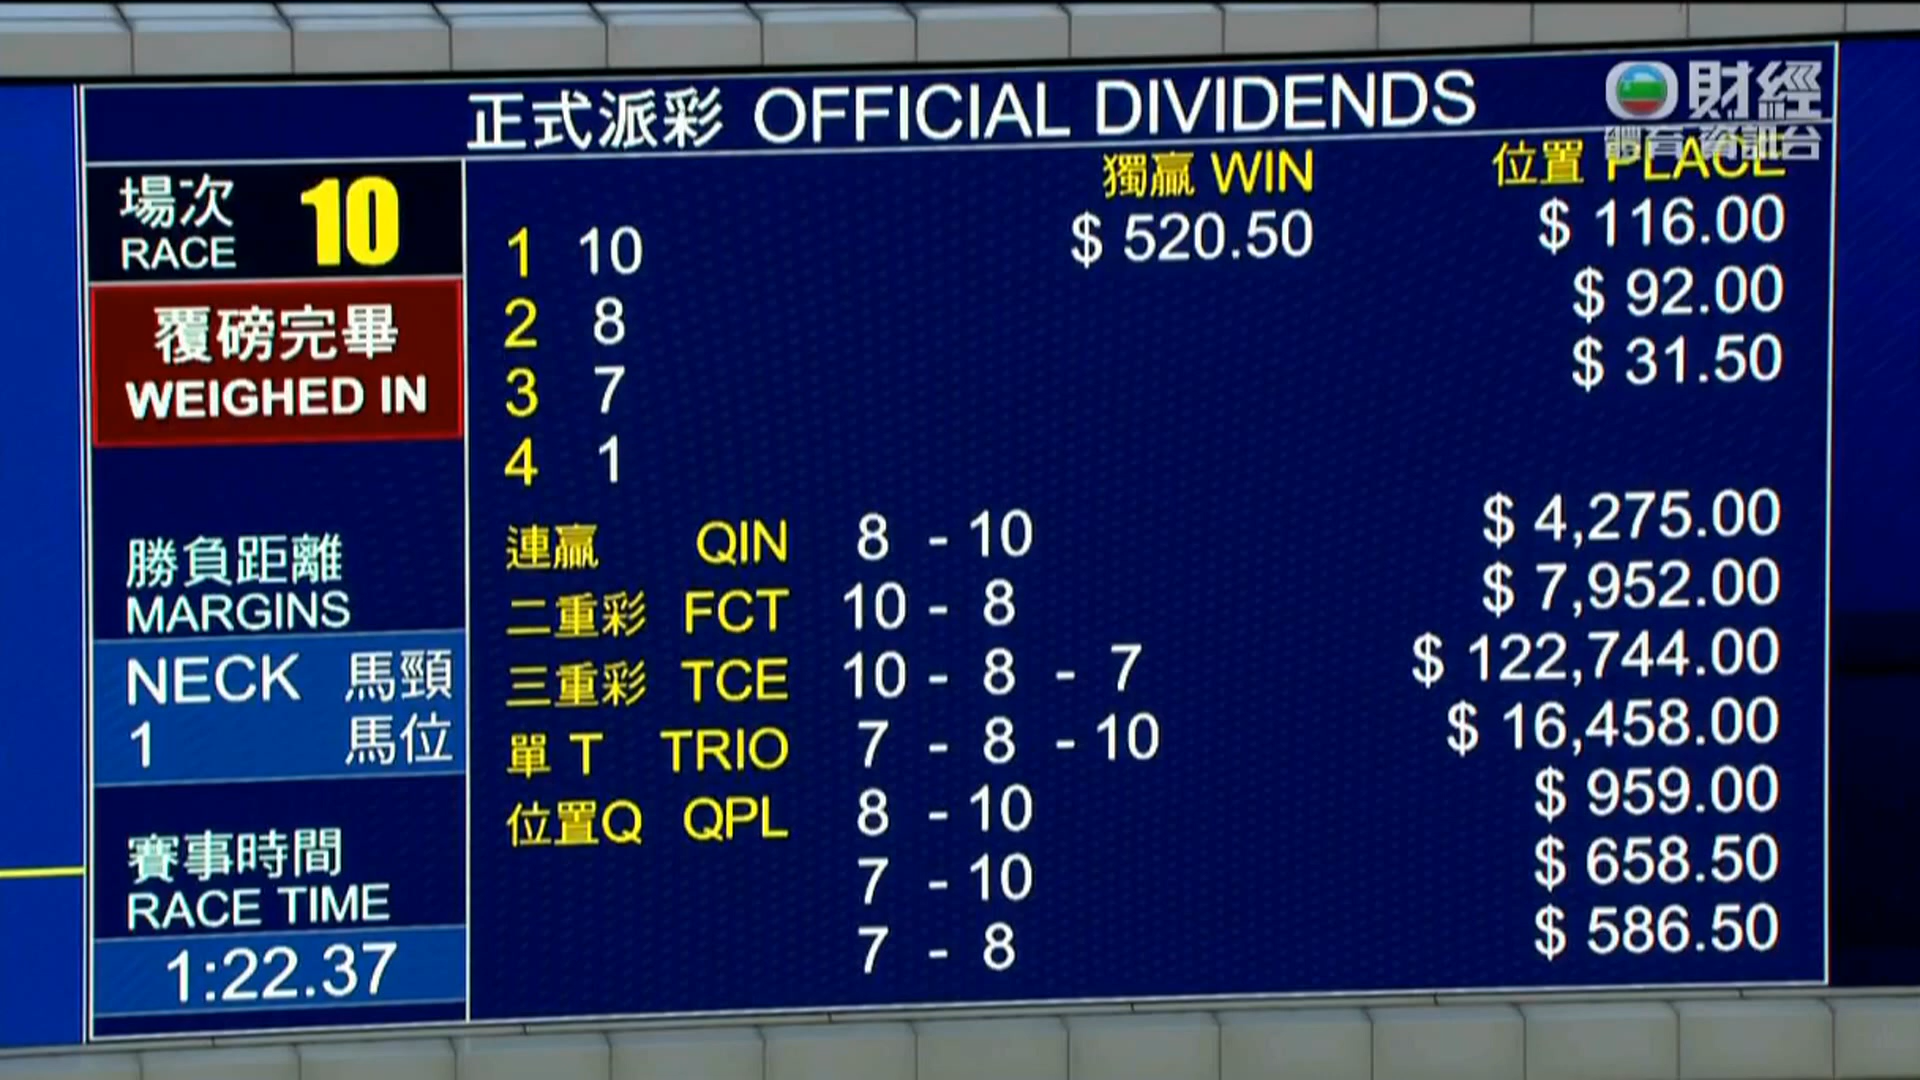 正式派彩 OFFICIAL DIVIDENDS
財經
體育 資訊台
場次
RACE 10
覆磅完畢
WEIGHED IN
勝負距離
MARGINS
NECK 馬頸
1 馬位
賽事時間
RACE TIME
1:22.37
獨贏 WIN 位置 PLACE
1 10 $ 520.50 $ 116.00
2 8 $ 92.00
3 7 $ 31.50
4 1
連贏 QIN 8 - 10 $ 4,275.00
二重彩 FCT 10 - 8 $ 7,952.00
三重彩 TCE 10 - 8 - 7 $ 122,744.00
單 T TRIO 7 - 8 - 10 $ 16,458.00
位置Q QPL 8 - 10 $ 959.00
7 - 10 $ 658.50
7 - 8 $ 586.50